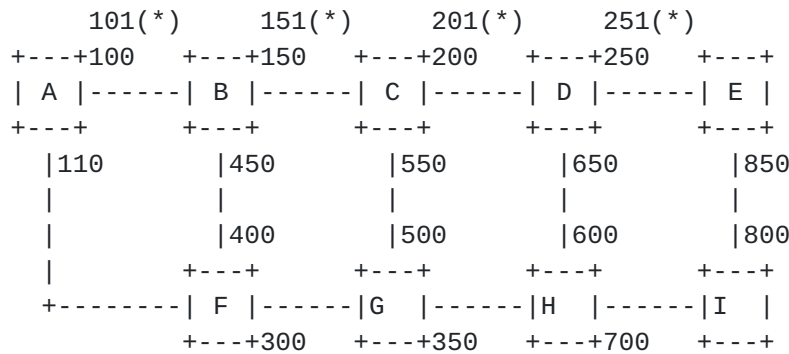 101(*) 151(*) 201(*) 251(*)
+---+100 +---+150 +---+200 +---+250 +---+
| A |------| B |------| C |------| D |------| E |
+---+ +---+ +---+ +---+ +---+
|110 |450 |550 |650 |850
| | | | |
| |400 |500 |600 |800
| +---+ +---+ +---+ +---+
+--------| F |------|G |------|H |------|I |
+---+300 +---+350 +---+700 +---+